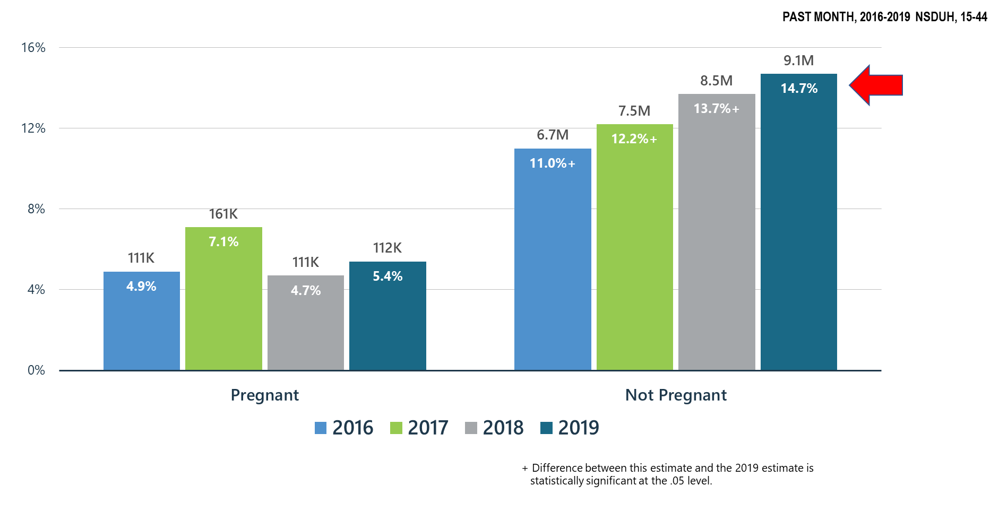 PAST MONTH, 2016-2019 NSDUH, 15-44
16%
12%
8%
4%
0%
111K
4.9%
161K
7.1%
111K
4.7%
112K
5.4%
6.7M
11.0%+
7.5M
12.2%+
8.5M
13.7%+
9.1M
14.7%
Pregnant
Not Pregnant
2016 2017 2018 2019
+ Difference between this estimate and the 2019 estimate is
statistically significant at the .05 level.